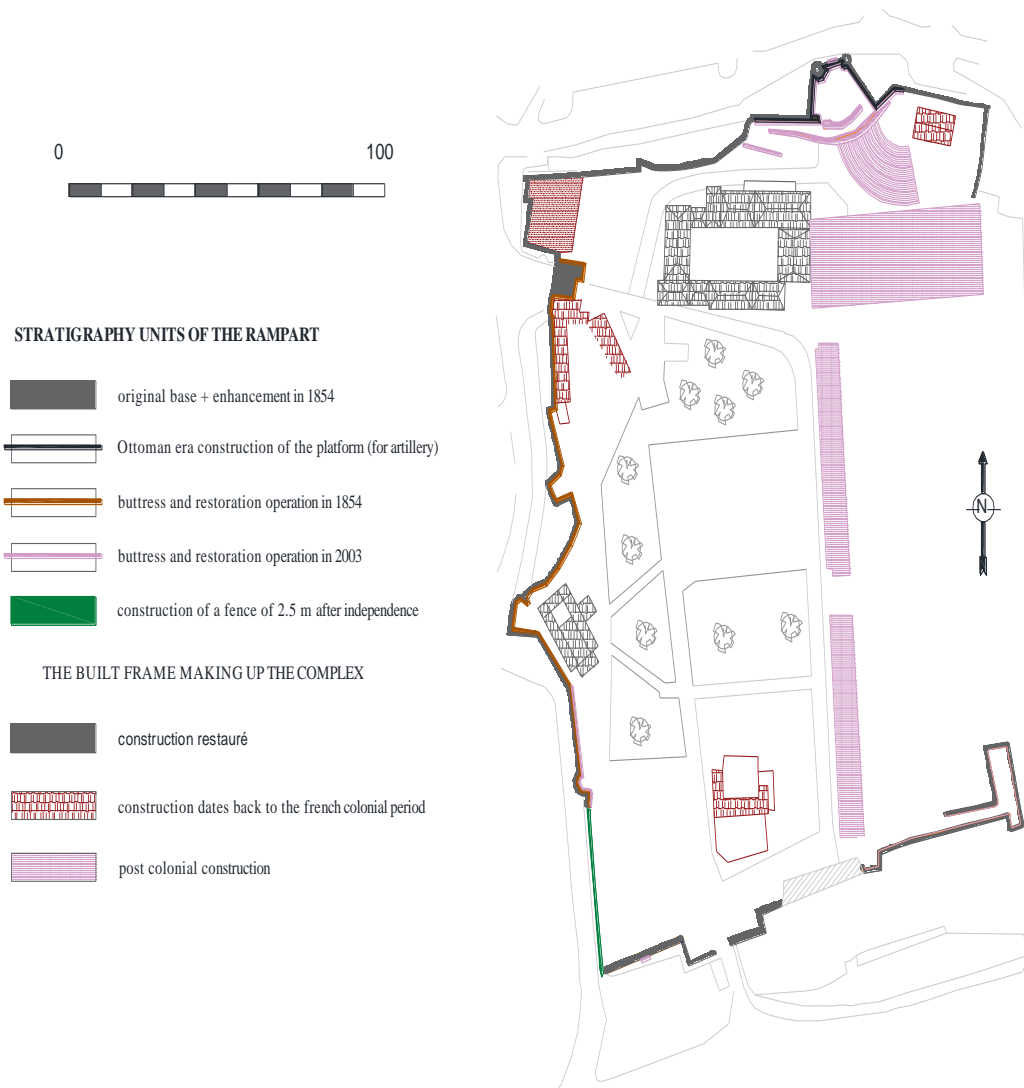 0 100
STRATIGRAPHY UNITS OF THE RAMPART
original base + enhancement in 1854
Ottoman era construction of the platform (for artillery)
buttress and restoration operation in 1854
buttress and restoration operation in 2003
construction of a fence of 2.5 m after independence
THE BUILT FRAME MAKING UP THE COMPLEX
construction restauré
construction dates back to the french colonial period
post colonial construction
N